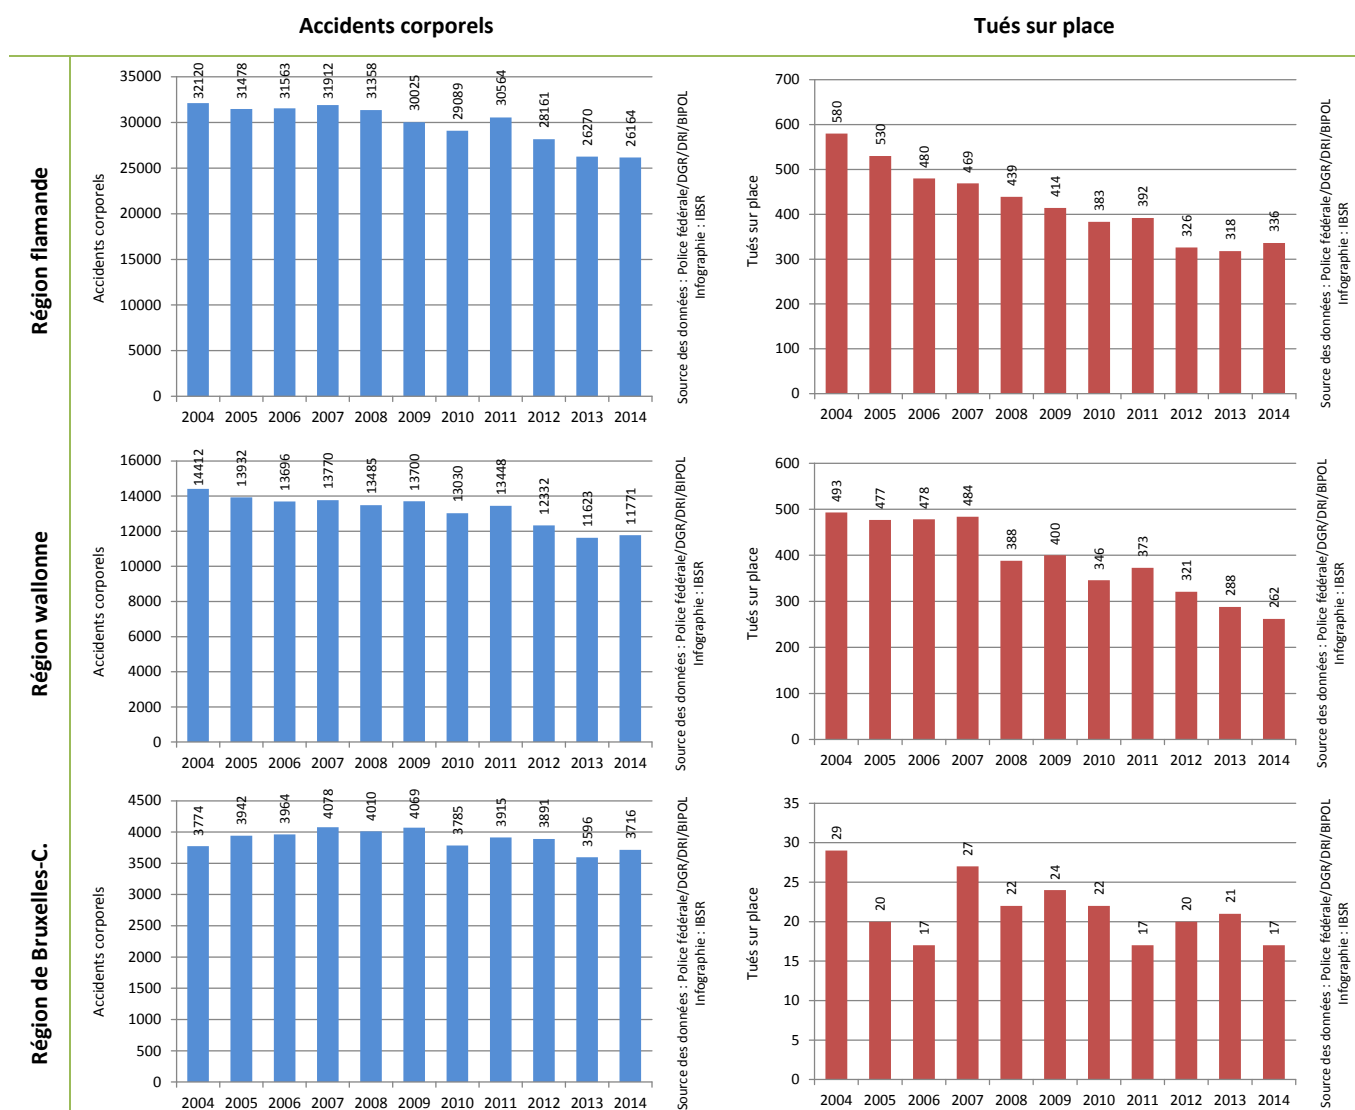 Accidents corporels
Tués sur place
Région flamande
Accidents corporels
35000
30000
25000
20000
15000
10000
5000
0
32120 31478 31563 31912 31358 30025 29089 30564 28161 26270 26164
2004 2005 2006 2007 2008 2009 2010 2011 2012 2013 2014
Source des données : Police fédérale/DGR/DRI/BIPOL
Infographie : IBSR
Tués sur place
700
600
500
400
300
200
100
0
580 530 480 469 439 414 383 392 326 318 336
2004 2005 2006 2007 2008 2009 2010 2011 2012 2013 2014
Source des données : Police fédérale/DGR/DRI/BIPOL
Infographie : IBSR
Région wallonne
Accidents corporels
16000
14000
12000
10000
8000
6000
4000
2000
0
14412 13932 13696 13770 13485 13700 13030 13448 12332 11623 11771
2004 2005 2006 2007 2008 2009 2010 2011 2012 2013 2014
Source des données : Police fédérale/DGR/DRI/BIPOL
Infographie : IBSR
Tués sur place
600
500
400
300
200
100
0
493 477 478 484 388 400 346 373 321 288 262
2004 2005 2006 2007 2008 2009 2010 2011 2012 2013 2014
Source des données : Police fédérale/DGR/DRI/BIPOL
Infographie : IBSR
Région de Bruxelles-C.
Accidents corporels
4500
4000
3500
3000
2500
2000
1500
1000
500
0
3774 3942 3964 4078 4010 4069 3785 3915 3891 3596 3716
2004 2005 2006 2007 2008 2009 2010 2011 2012 2013 2014
Source des données : Police fédérale/DGR/DRI/BIPOL
Infographie : IBSR
Tués sur place
35
30
25
20
15
10
5
0
29 20 17 27 22 24 22 17 20 21 17
2004 2005 2006 2007 2008 2009 2010 2011 2012 2013 2014
Source des données : Police fédérale/DGR/DRI/BIPOL
Infographie : IBSR